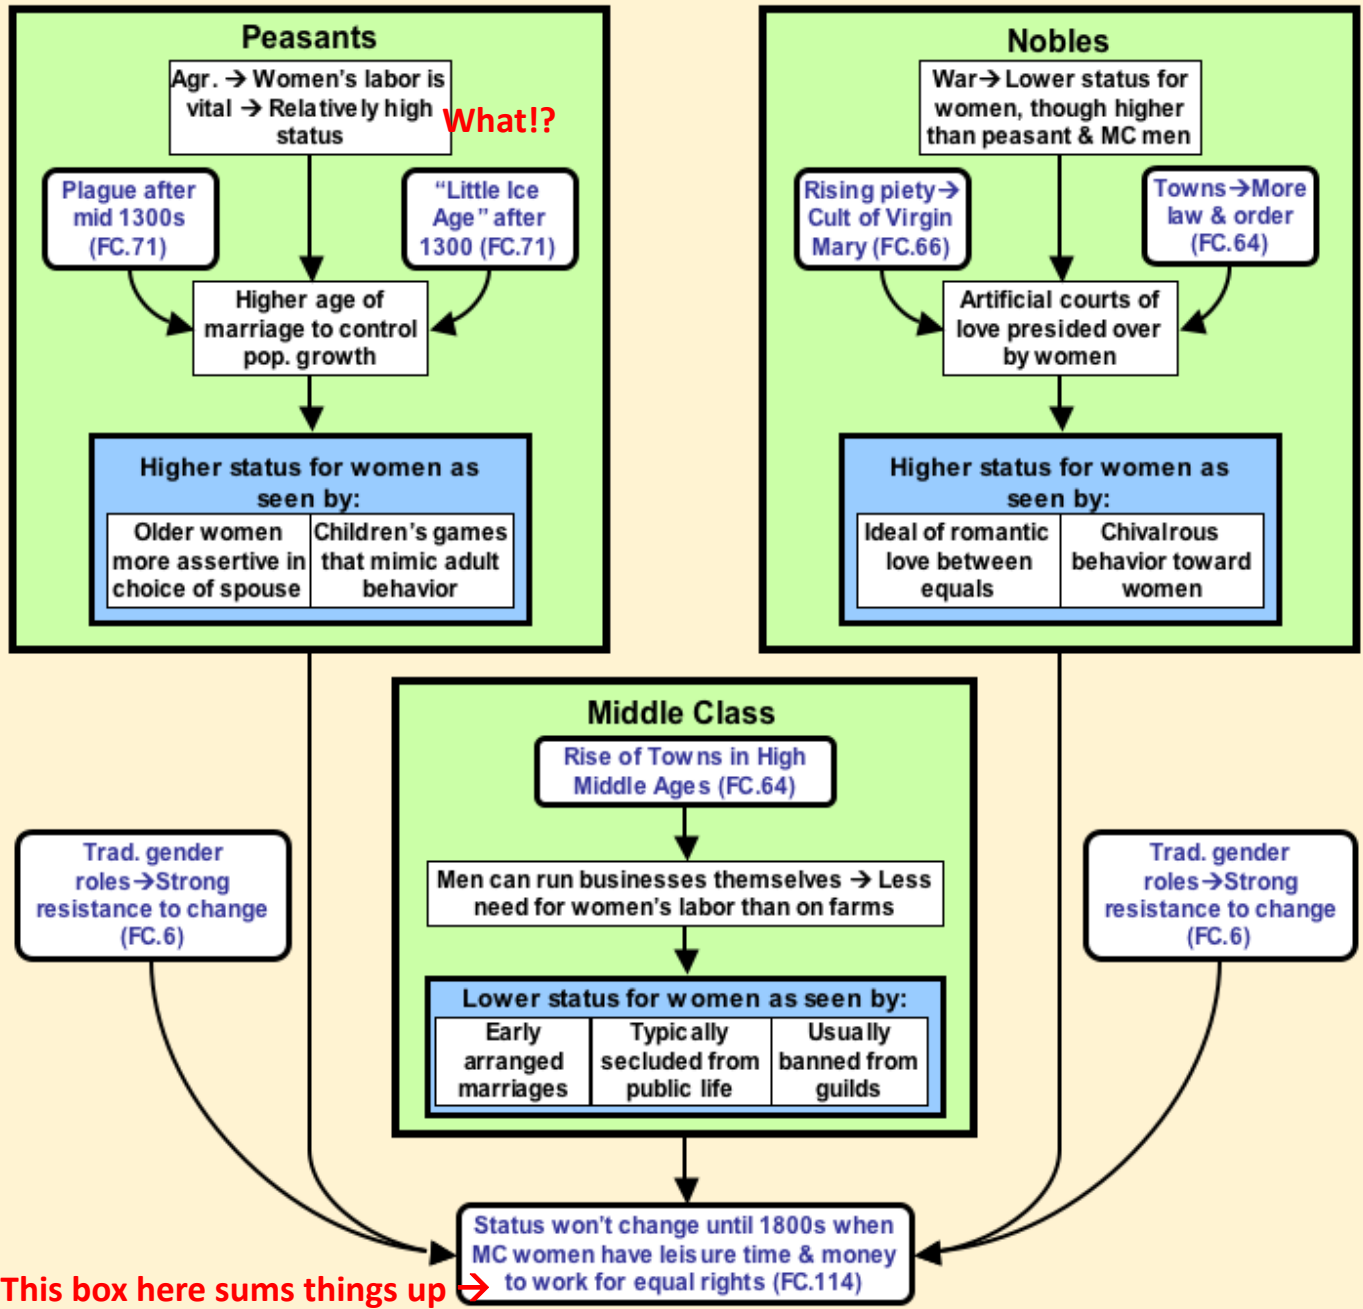 Peasants
Agr. → Women's labor is
vital → Relatively high
status
What!?
Plague after
mid 1300s
(FC.71)
“Little Ice
Age” after
1300 (FC.71)
Higher age of
marriage to control
pop. growth
Higher status for women as
seen by:
Older women
more assertive in
choice of spouse
Children's games
that mimic adult
behavior
Nobles
War→ Lower status for
women, though higher
than peasant & MC men
Rising piety→
Cult of Virgin
Mary (FC.66)
Towns→More
law & order
(FC.64)
Artificial courts of
love presided over
by women
Higher status for women as
seen by:
Ideal of romantic
love between
equals
Chivalrous
behavior toward
women
Middle Class
Rise of Towns in High
Middle Ages (FC.64)
Men can run businesses themselves → Less
need for women's labor than on farms
Lower status for women as seen by:
Early
arranged
marriages
Typically
secluded from
public life
Usually
banned from
guilds
Trad. gender
roles→Strong
resistance to change
(FC.6)
Trad. gender
roles→Strong
resistance to change
(FC.6)
Status won't change until 1800s when
MC women have leisure time & money
to work for equal rights (FC.114)
This box here sums things up →